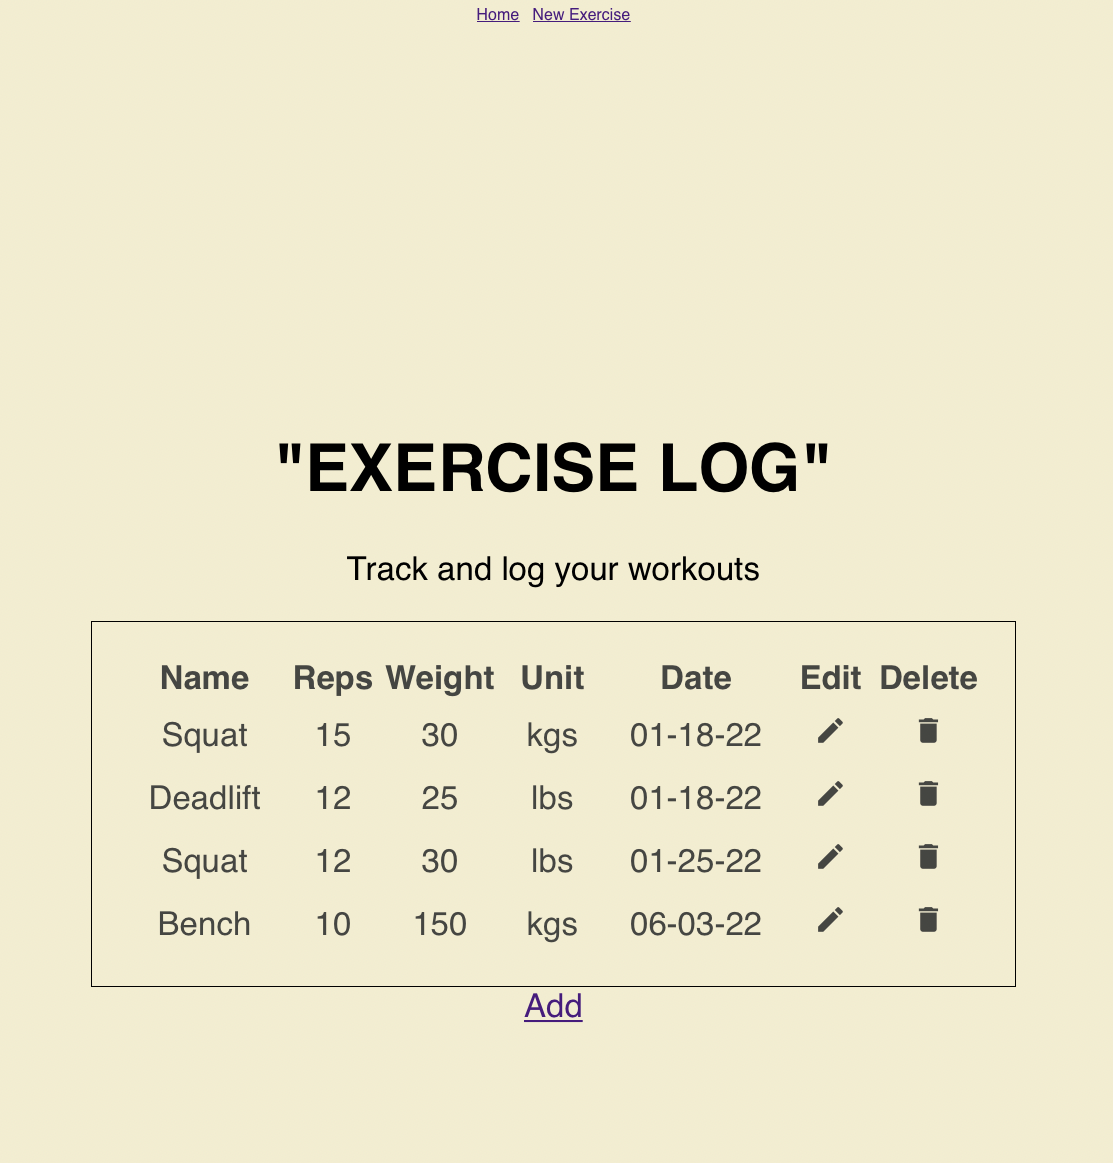 Home New Exercise
"EXERCISE LOG"
Track and log your workouts
Name Reps Weight Unit Date Edit Delete
Squat 15 30 kgs 01-18-22
Deadlift 12 25 lbs 01-18-22
Squat 12 30 lbs 01-25-22
Bench 10 150 kgs 06-03-22
Add